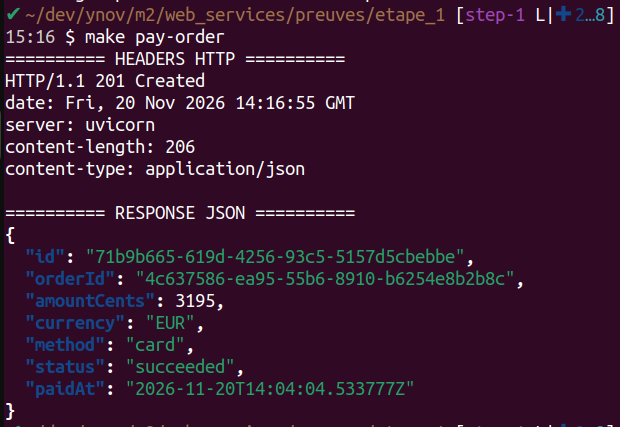 ✔ ~/dev/ynov/m2/web_services/preuves/etape_1 [step-1 L|✚ 2…8]
15:16 $ make pay-order
========== HEADERS HTTP ==========
HTTP/1.1 201 Created
date: Fri, 20 Nov 2026 14:16:55 GMT
server: uvicorn
content-length: 206
content-type: application/json
========== RESPONSE JSON ==========
{
"id": "71b9b665-619d-4256-93c5-5157d5cbebbe",
"orderId": "4c637586-ea95-55b6-8910-b6254e8b2b8c",
"amountCents": 3195,
"currency": "EUR",
"method": "card",
"status": "succeeded",
"paidAt": "2026-11-20T14:04:04.533777Z"
}